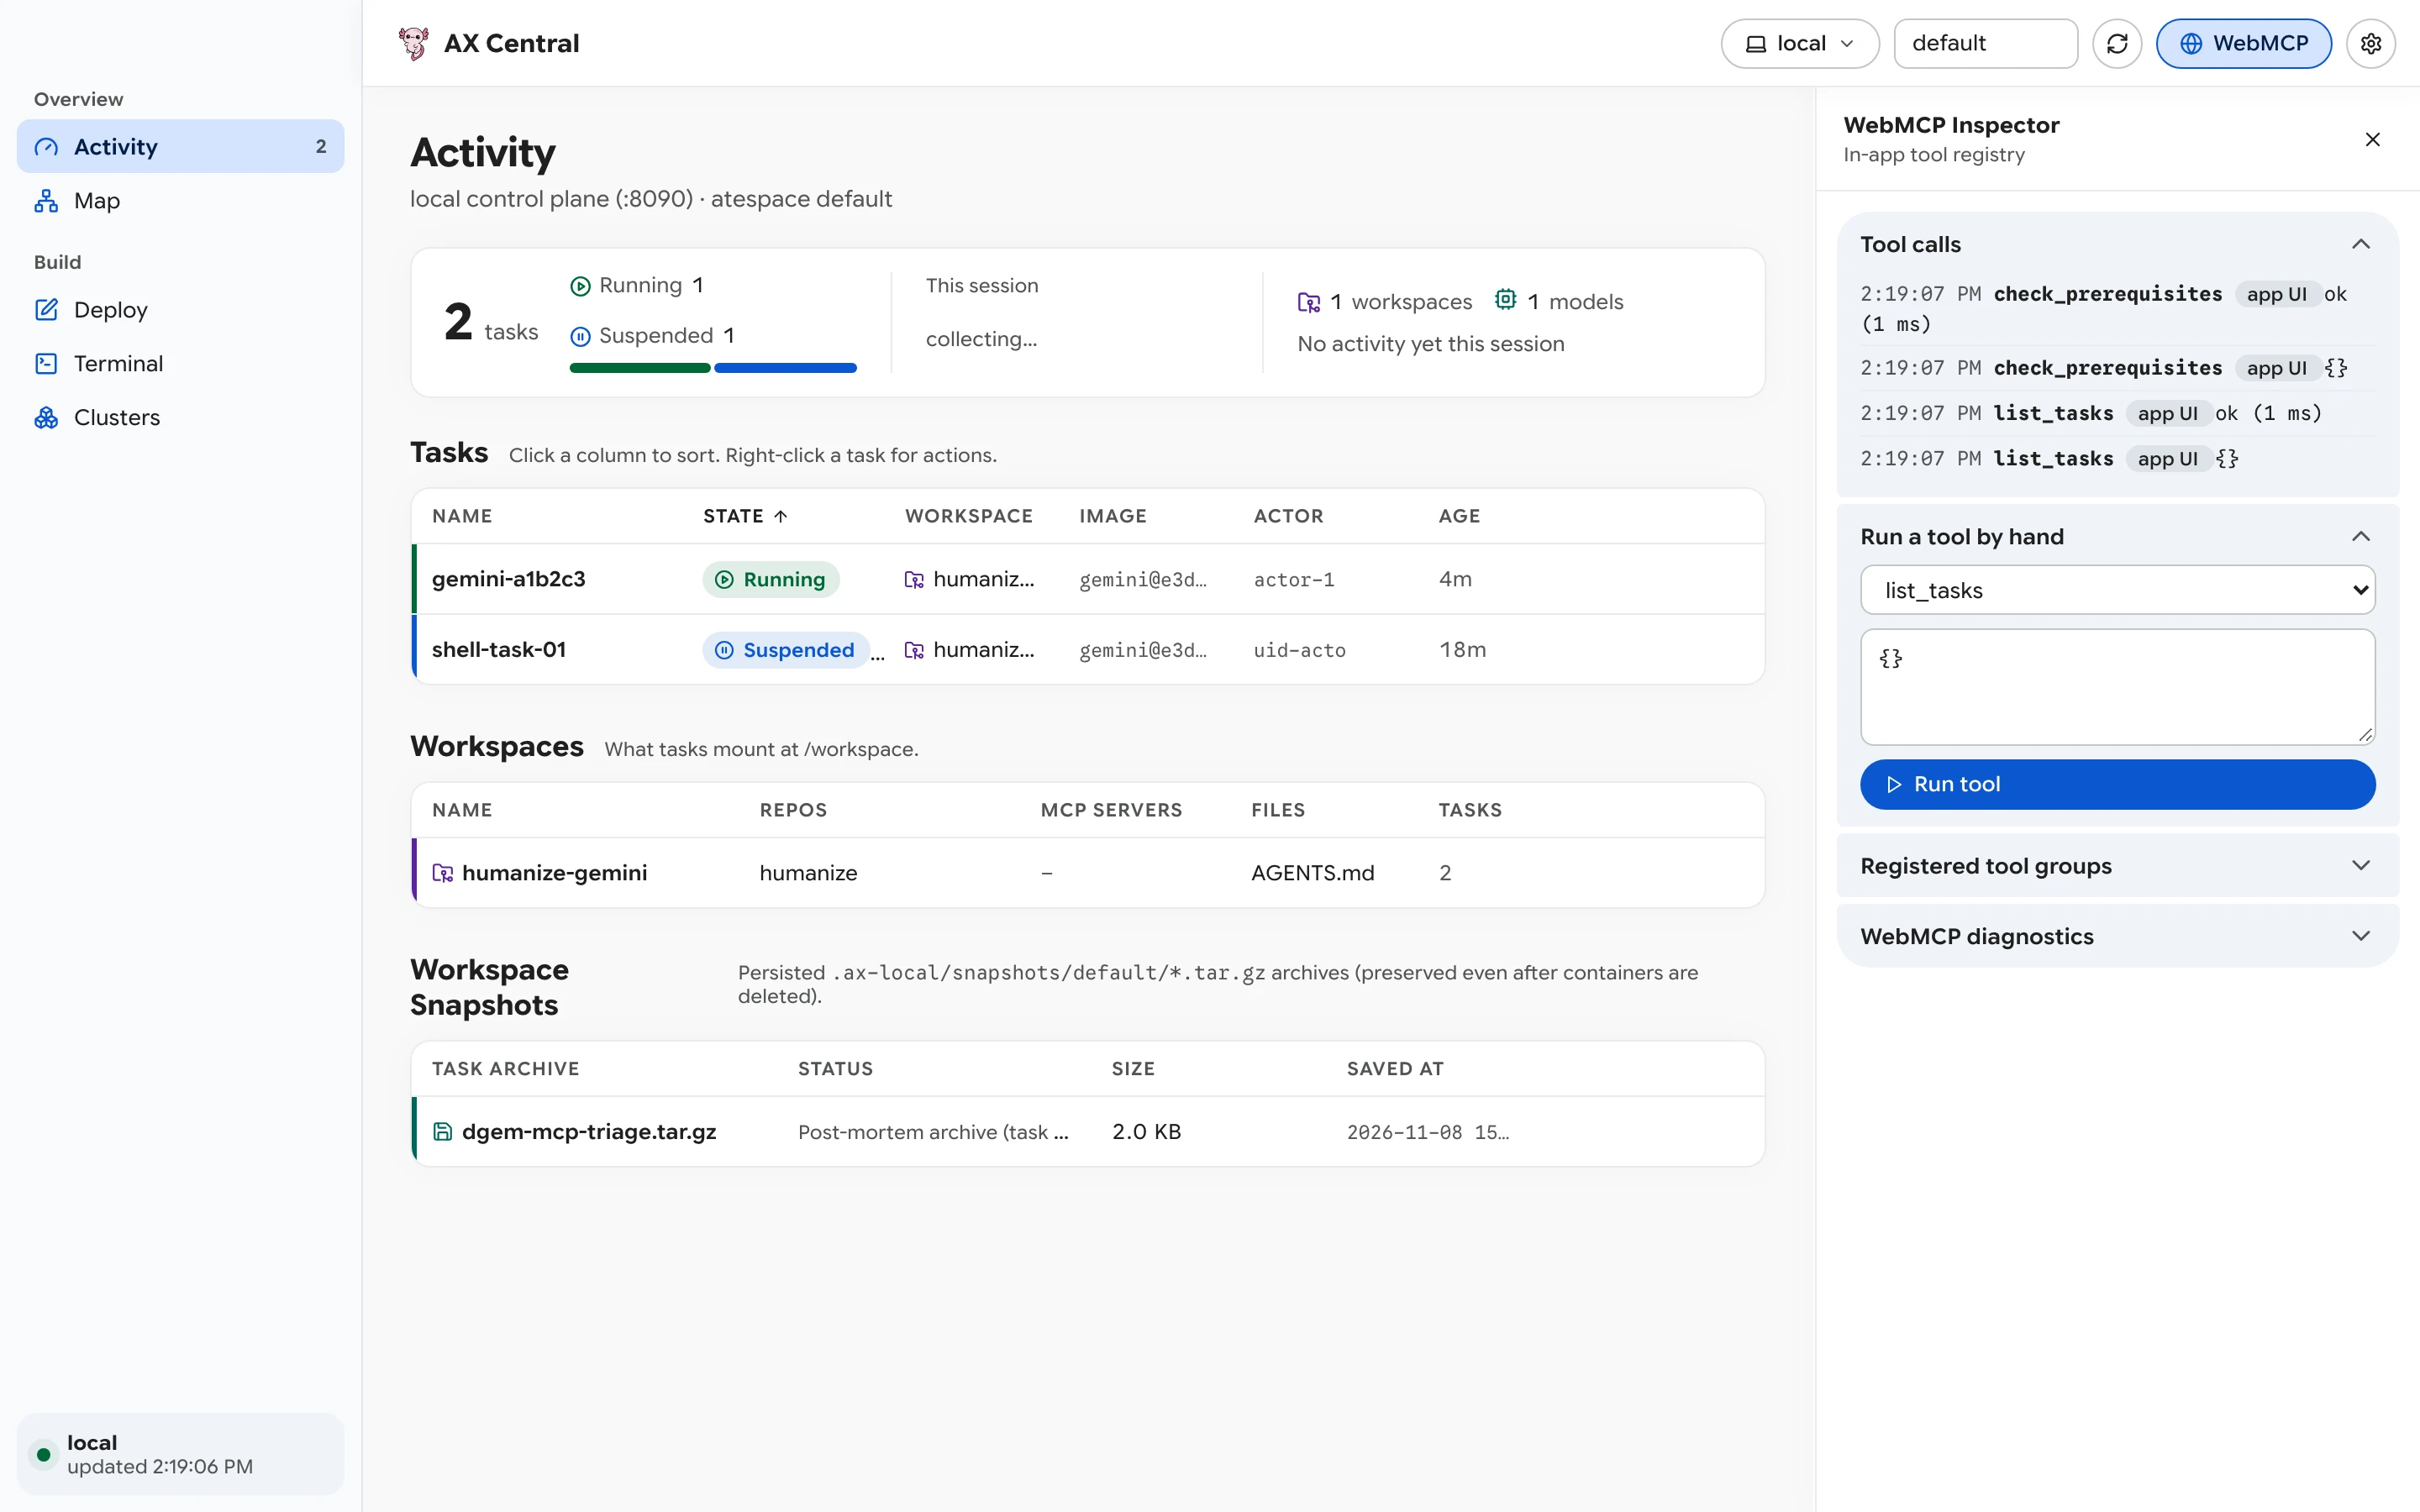 AX Central
local
default
WebMCP
Overview
Activity 2
Map
Build
Deploy
Terminal
Clusters
local
updated 2:19:06 PM
Activity
local control plane (:8090) · atespace default
2 tasks
Running 1
Suspended 1
This session
collecting...
1 workspaces 1 models
No activity yet this session
Tasks Click a column to sort. Right-click a task for actions.
NAME STATE ↑ WORKSPACE IMAGE ACTOR AGE
gemini-a1b2c3 Running humaniz... gemini@e3d... actor-1 4m
shell-task-01 Suspended ... humaniz... gemini@e3d... uid-acto 18m
Workspaces What tasks mount at /workspace.
NAME REPOS MCP SERVERS FILES TASKS
humanize-gemini humanize – AGENTS.md 2
Workspace
Snapshots
Persisted .ax-local/snapshots/default/*.tar.gz archives (preserved even after containers are
deleted).
TASK ARCHIVE STATUS SIZE SAVED AT
dgem-mcp-triage.tar.gz Post-mortem archive (task ... 2.0 KB 2026-11-08 15...
WebMCP Inspector
In-app tool registry
Tool calls
2:19:07 PM check_prerequisites app UI ok
(1 ms)
2:19:07 PM check_prerequisites app UI {}
2:19:07 PM list_tasks app UI ok (1 ms)
2:19:07 PM list_tasks app UI {}
Run a tool by hand
list_tasks
{}
Run tool
Registered tool groups
WebMCP diagnostics